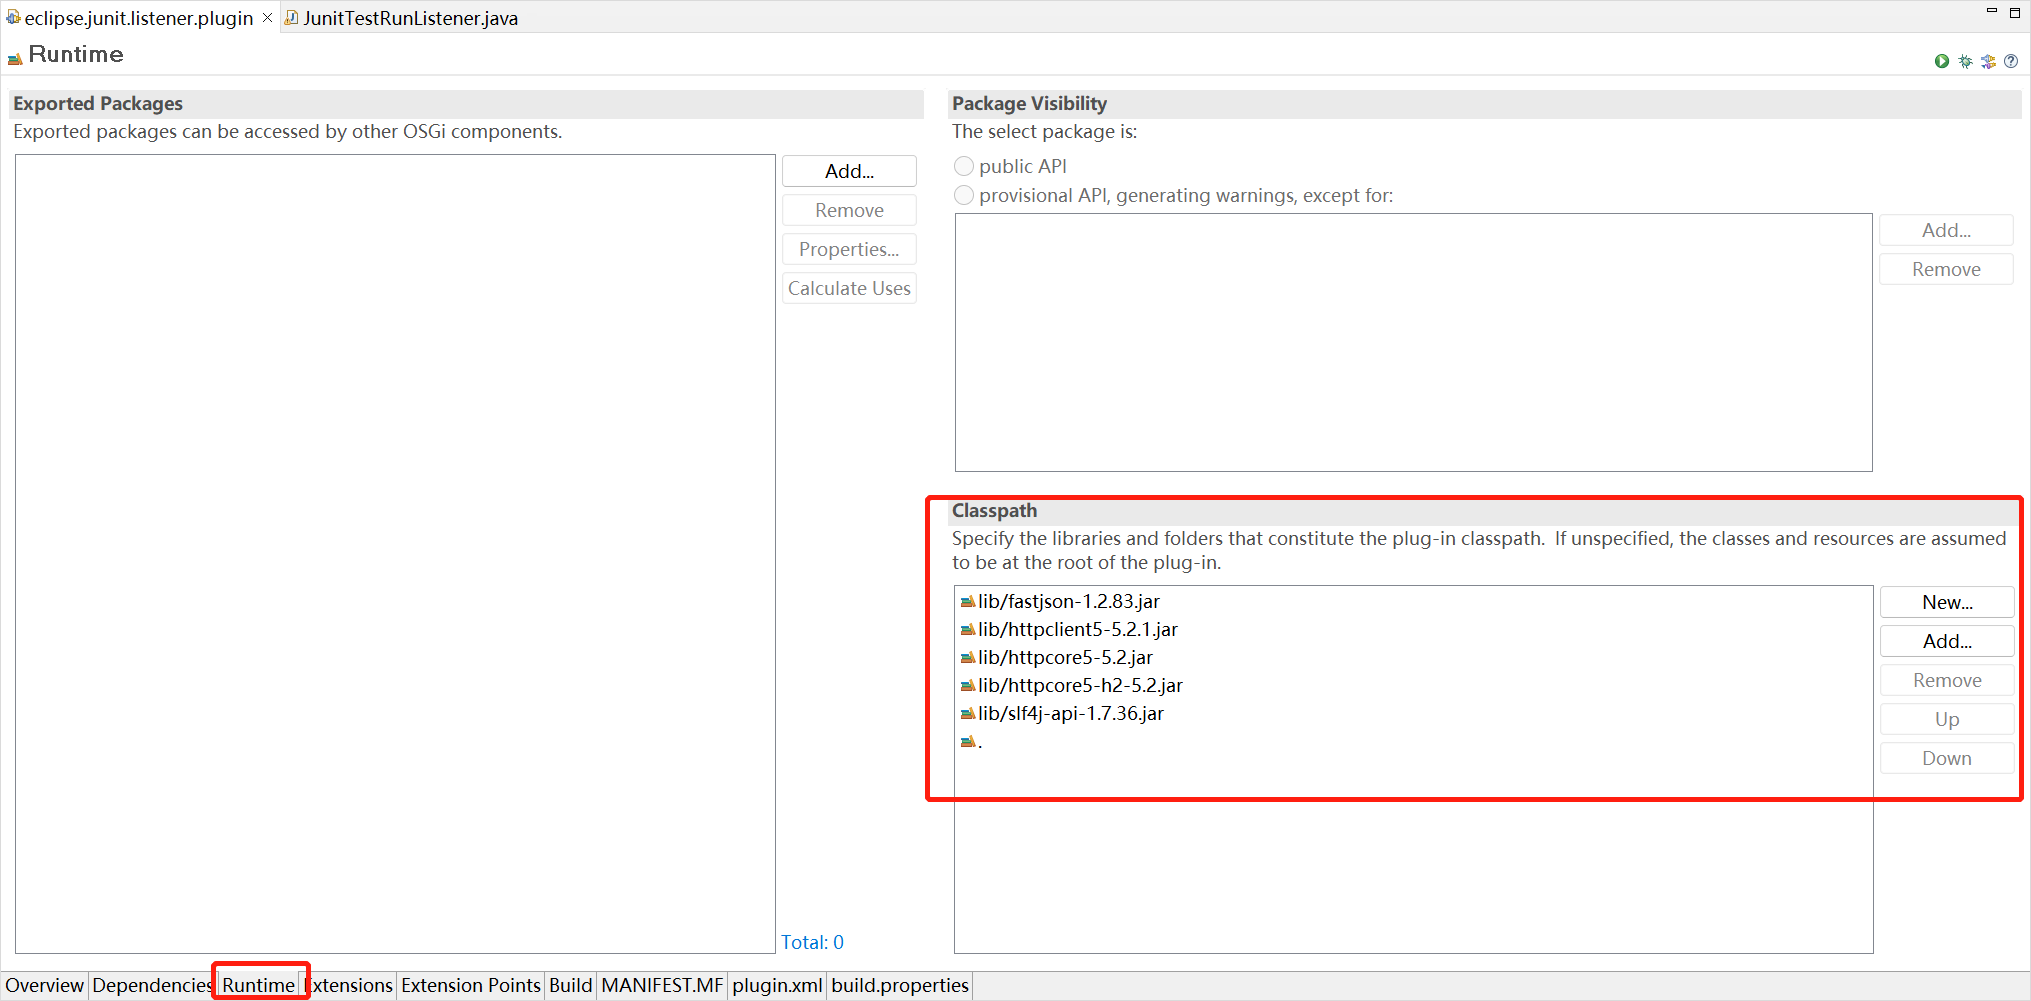 eclipse.junit.listener.plugin
JunitTestRunListener.java
Runtime
Exported Packages
Exported packages can be accessed by other OSGi components.
Add...
Remove
Properties...
Calculate Uses
Total: 0
Package Visibility
The select package is:
public API
provisional API, generating warnings, except for:
Add...
Remove
Classpath
Specify the libraries and folders that constitute the plug-in classpath. If unspecified, the classes and resources are assumed
to be at the root of the plug-in.
lib/fastjson-1.2.83.jar
lib/httpclient5-5.2.1.jar
lib/httpcore5-5.2.jar
lib/httpcore5-h2-5.2.jar
lib/slf4j-api-1.7.36.jar
.
New...
Add...
Remove
Up
Down
Overview Dependencies Runtime Extensions Extension Points Build MANIFEST.MF plugin.xml build.properties